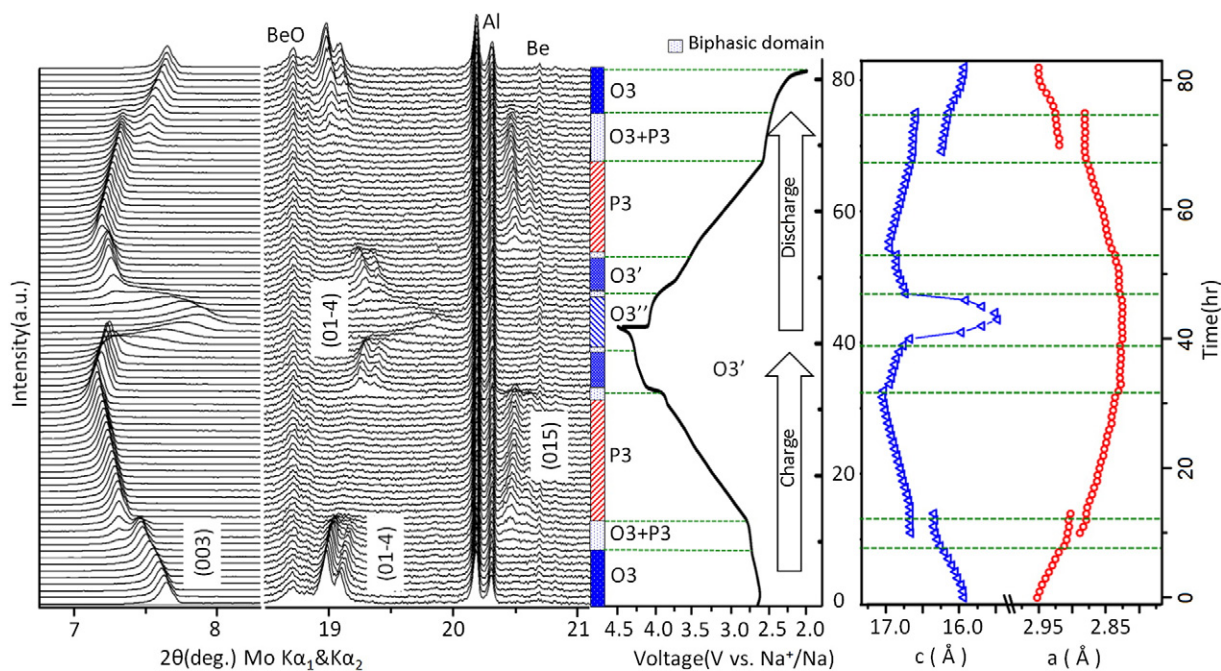 BeO
Al
Be
Biphasic domain
Intensity(a.u.)
(003)
(01-4)
(01-4)
(015)
7
8
19
20
21
2θ(deg.) Mo Kα₁&Kα₂
O3
O3+P3
P3
O3’
O3’’
P3
O3+P3
O3
O3’
Discharge
Charge
80
60
40
20
0
4.5
4.0
3.5
3.0
2.5
2.0
Voltage(V vs. Na⁺/Na)
17.0
16.0
2.95
2.85
c ( Å )
a ( Å )
80
60
40
20
0
Time(hr)